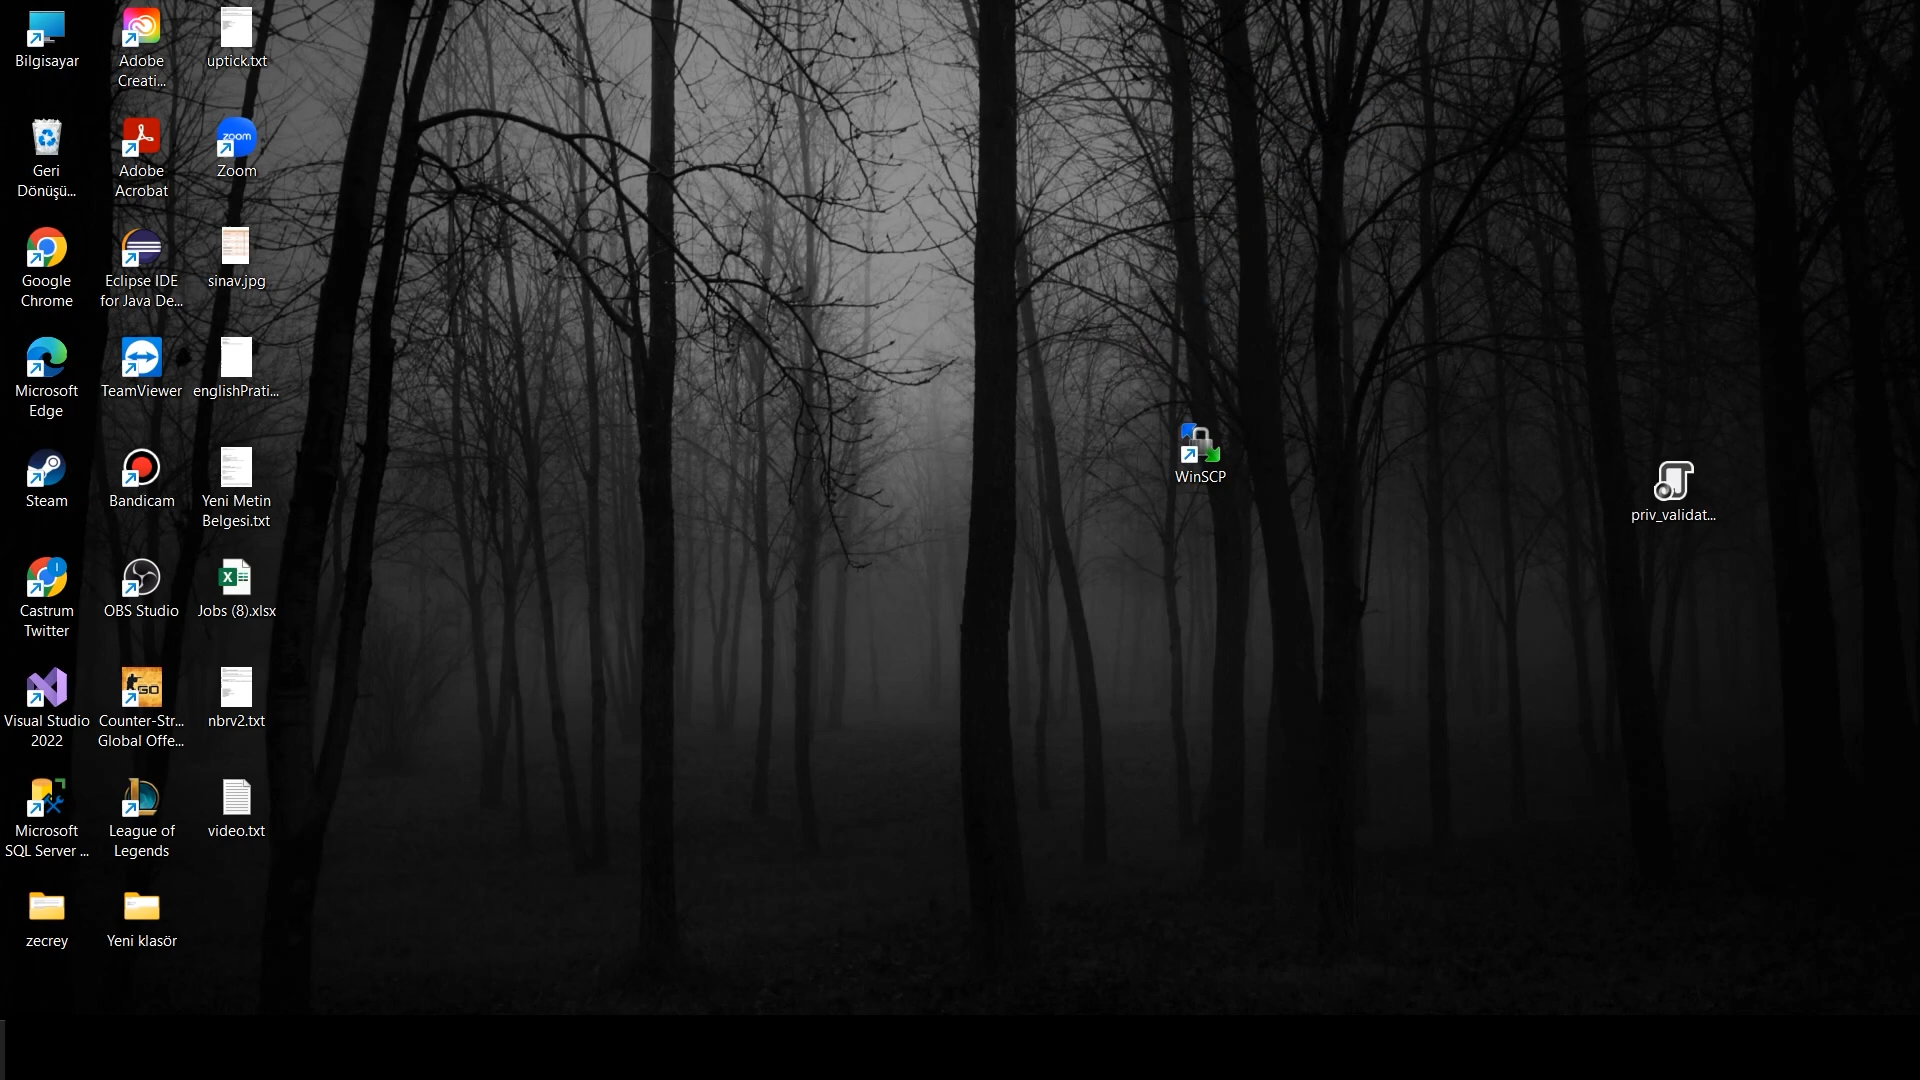 Bilgisayar
Geri
Dönüşü...
Google
Chrome
Microsoft
Edge
Steam
Castrum
Twitter
Visual Studio
2022
Microsoft
SQL Server ...
zecrey
Adobe
Creati...
Adobe
Acrobat
Eclipse IDE
for Java De...
TeamViewer
Bandicam
OBS Studio
GO
Counter-Str...
Global Offe...
League of
Legends
Yeni klasör
uptick.txt
zoom
Zoom
sinav.jpg
englishPrati...
Yeni Metin
Belgesi.txt
Jobs (8).xlsx
nbrv2.txt
video.txt
WinSCP
priv_validat...